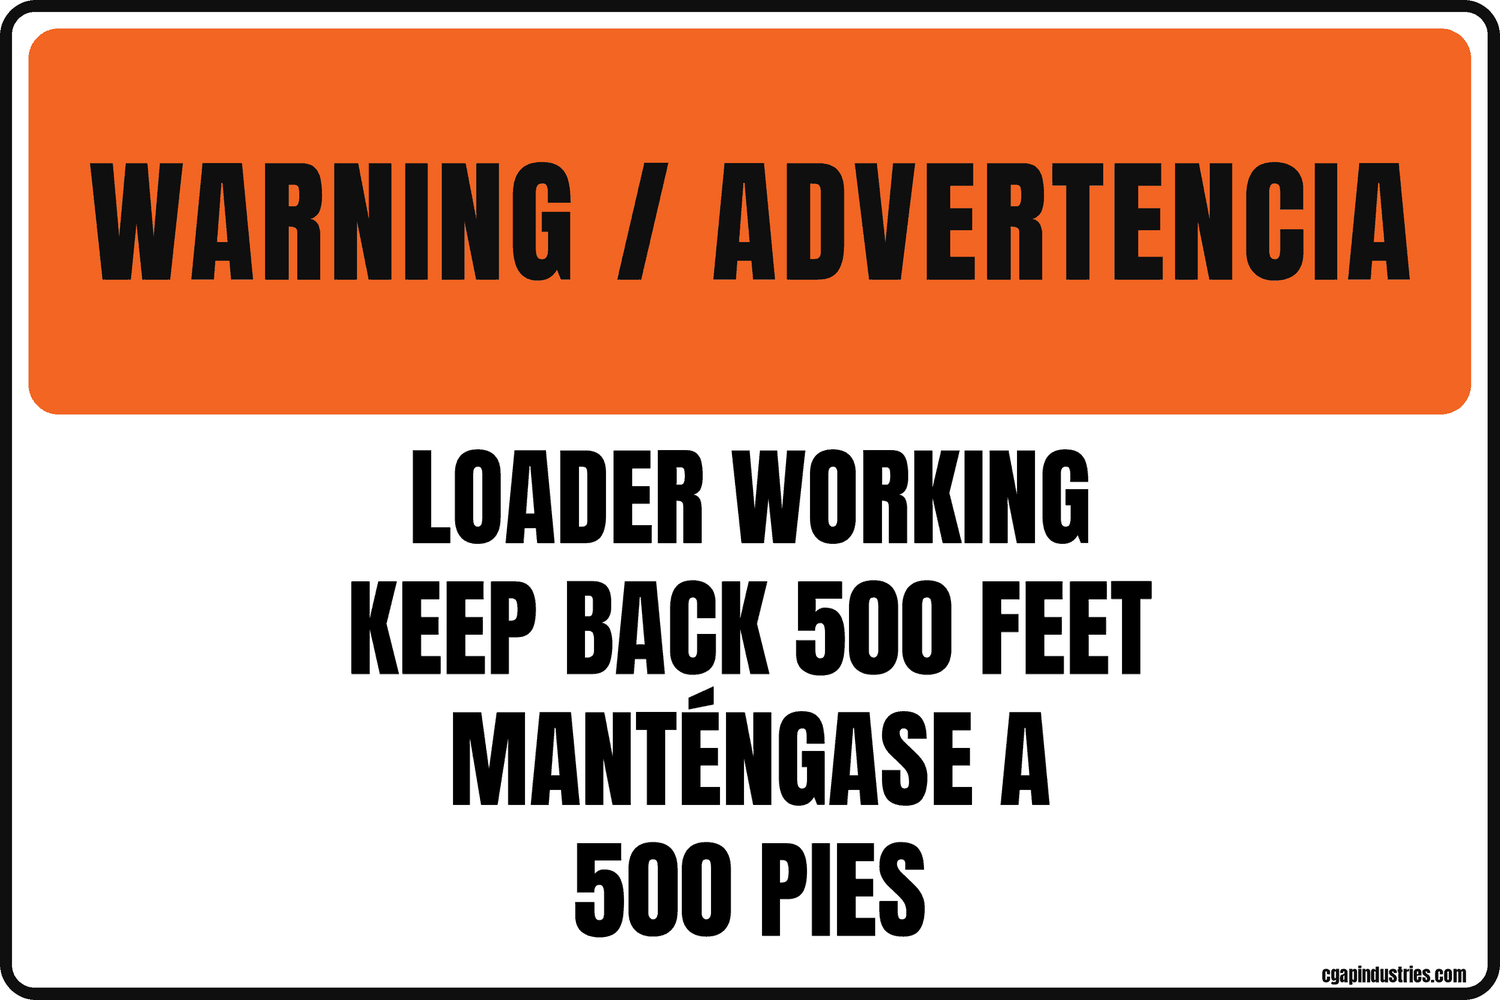 WARNING / ADVERTENCIA
LOADER WORKING
KEEP BACK 500 FEET
MANTÉNGASE A
500 PIES
cgapindustries.com